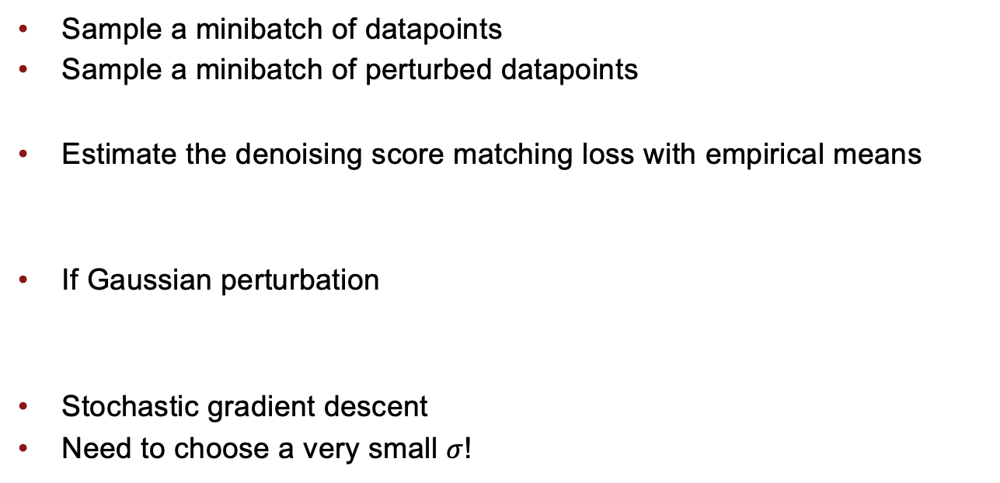 • Sample a minibatch of datapoints
• Sample a minibatch of perturbed datapoints
• Estimate the denoising score matching loss with empirical means
• If Gaussian perturbation
• Stochastic gradient descent
• Need to choose a very small σ!